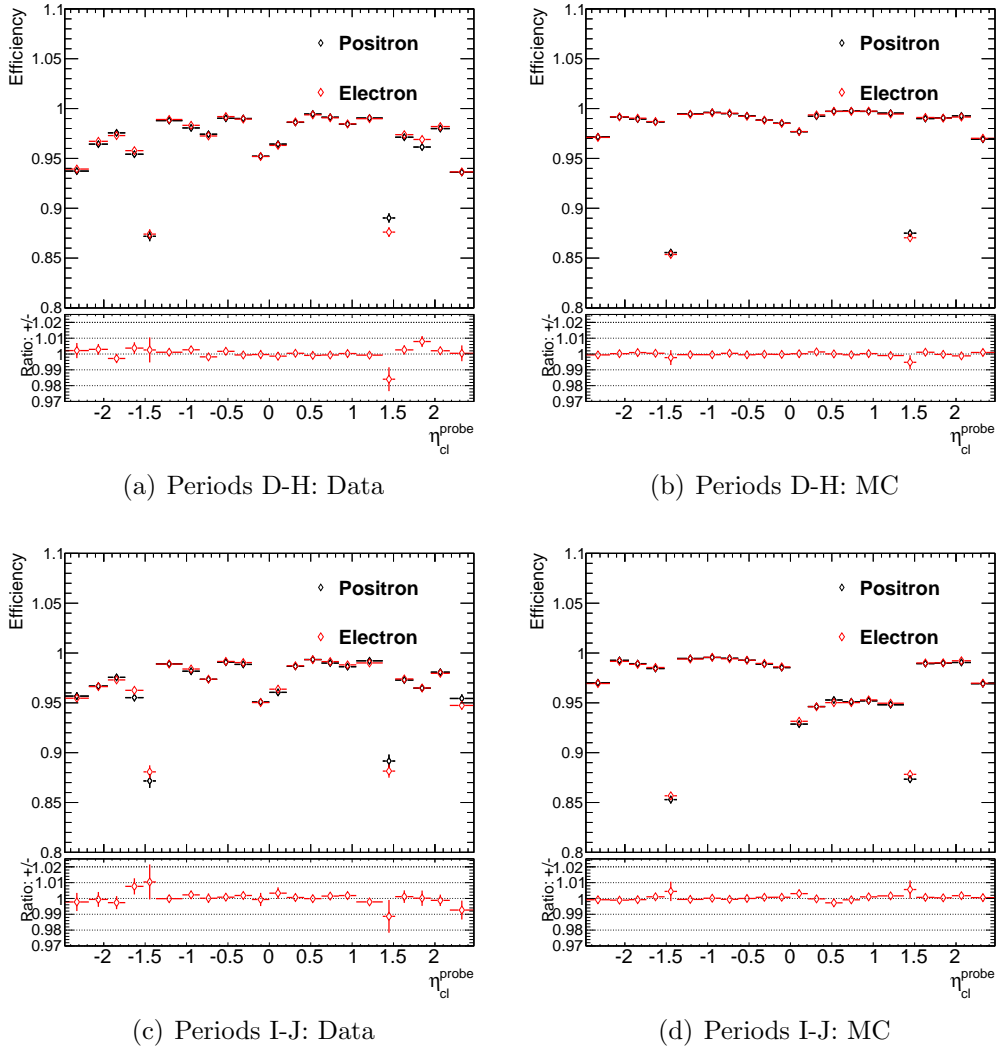 Efficiency
1.1
1.05
1
0.95
0.9
0.85
0.8
Positron
Electron
Ratio: +/-
1.02
1.01
1
0.99
0.98
0.97
-2 -1.5 -1 -0.5 0 0.5 1 1.5 2
η_cl^probe
(a) Periods D-H: Data
Efficiency
1.1
1.05
1
0.95
0.9
0.85
0.8
Positron
Electron
Ratio: +/-
1.02
1.01
1
0.99
0.98
0.97
-2 -1.5 -1 -0.5 0 0.5 1 1.5 2
η_cl^probe
(b) Periods D-H: MC
Efficiency
1.1
1.05
1
0.95
0.9
0.85
0.8
Positron
Electron
Ratio: +/-
1.02
1.01
1
0.99
0.98
0.97
-2 -1.5 -1 -0.5 0 0.5 1 1.5 2
η_cl^probe
(c) Periods I-J: Data
Efficiency
1.1
1.05
1
0.95
0.9
0.85
0.8
Positron
Electron
Ratio: +/-
1.02
1.01
1
0.99
0.98
0.97
-2 -1.5 -1 -0.5 0 0.5 1 1.5 2
η_cl^probe
(d) Periods I-J: MC